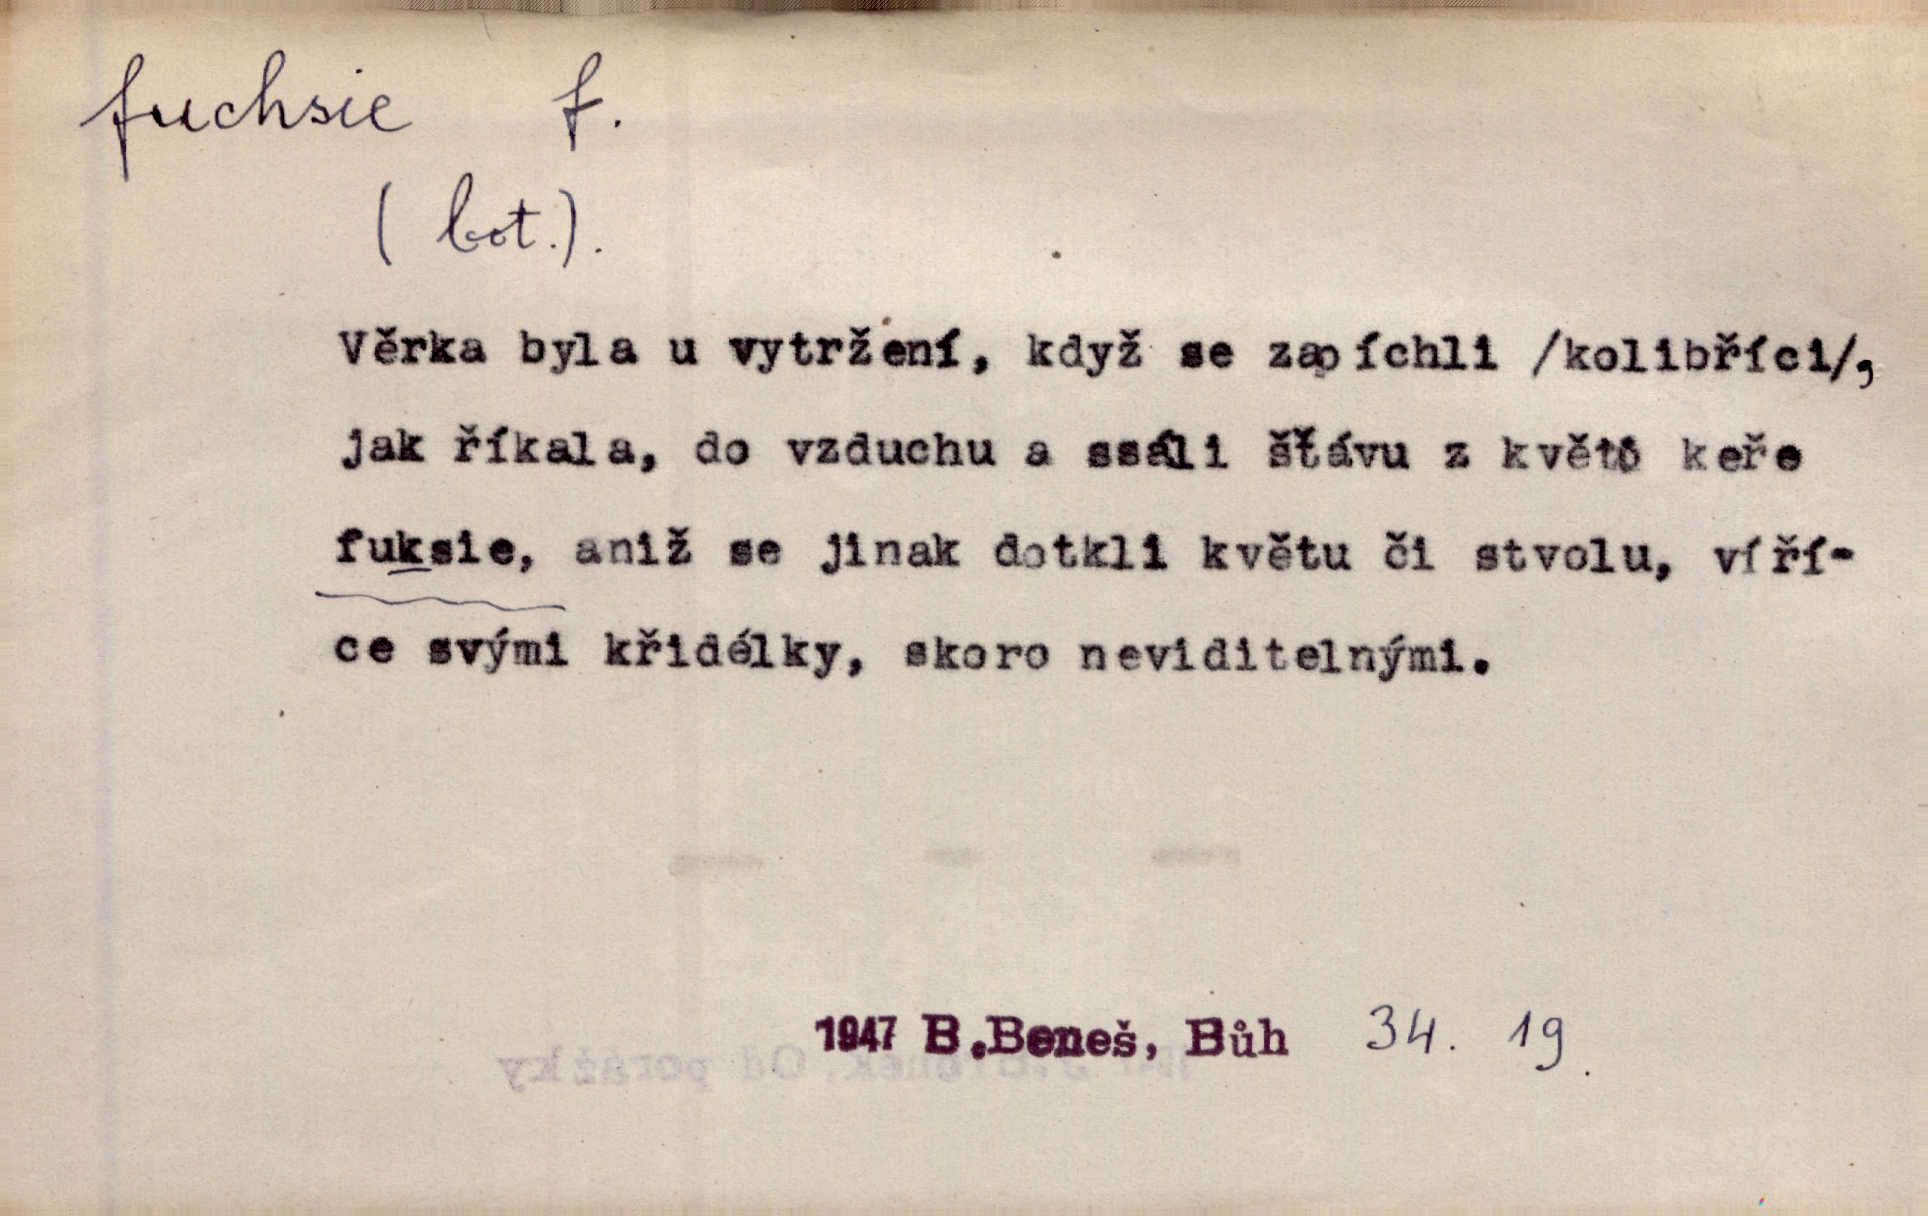 fuchsie f.
(bot.).
Věrka byla u vytržení, když se zapíchli /kolibříci/,
jak říkala, do vzduchu a ssáli šťávu z květů keře
fuksie, aniž se jinak dotkli květu či stvolu, víří-
ce svými křidélky, skoro neviditelnými.
1947 B.Beneš, Bůh 34. 19.